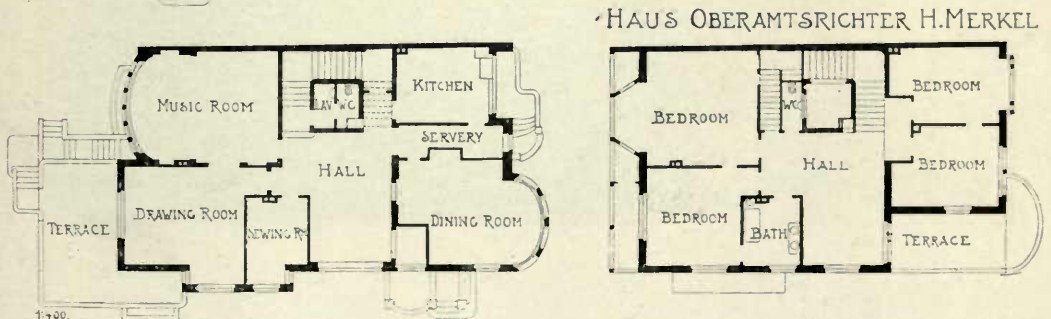 HAUS OBERAMTSRICHTER H. MERKEL
MUSIC ROOM
LAV
WC
KITCHEN
SERVERY
HALL
DRAWING ROOM
SEWING RM
DINING ROOM
TERRACE
1:400.
BEDROOM
WC
BEDROOM
HALL
BEDROOM
BEDROOM
BATH
TERRACE